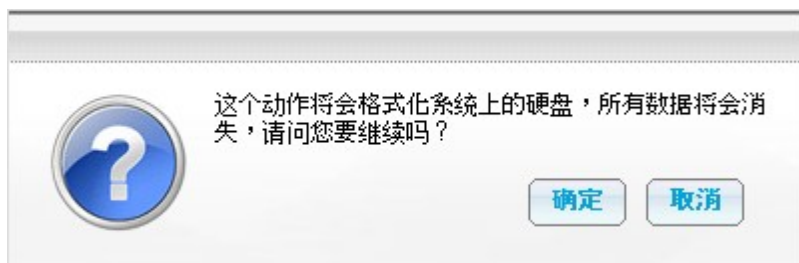 这个动作将会格式化系统上的硬盘，所有数据将会消
失，请问您要继续吗？
确定 取消